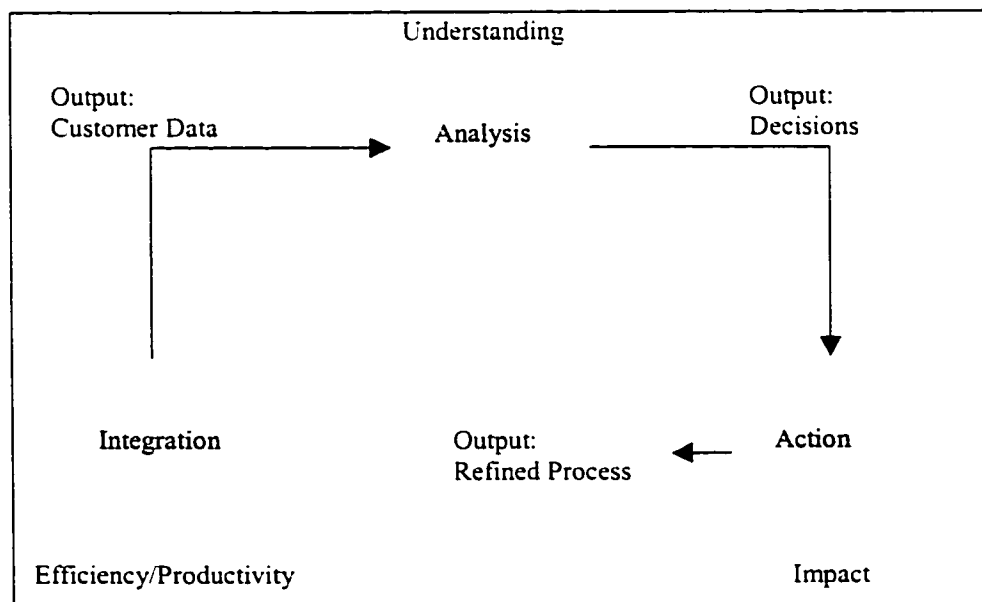 Understanding
Output:
Customer Data
Analysis
Output:
Decisions
Integration
Output:
Refined Process
Action
Efficiency/Productivity
Impact